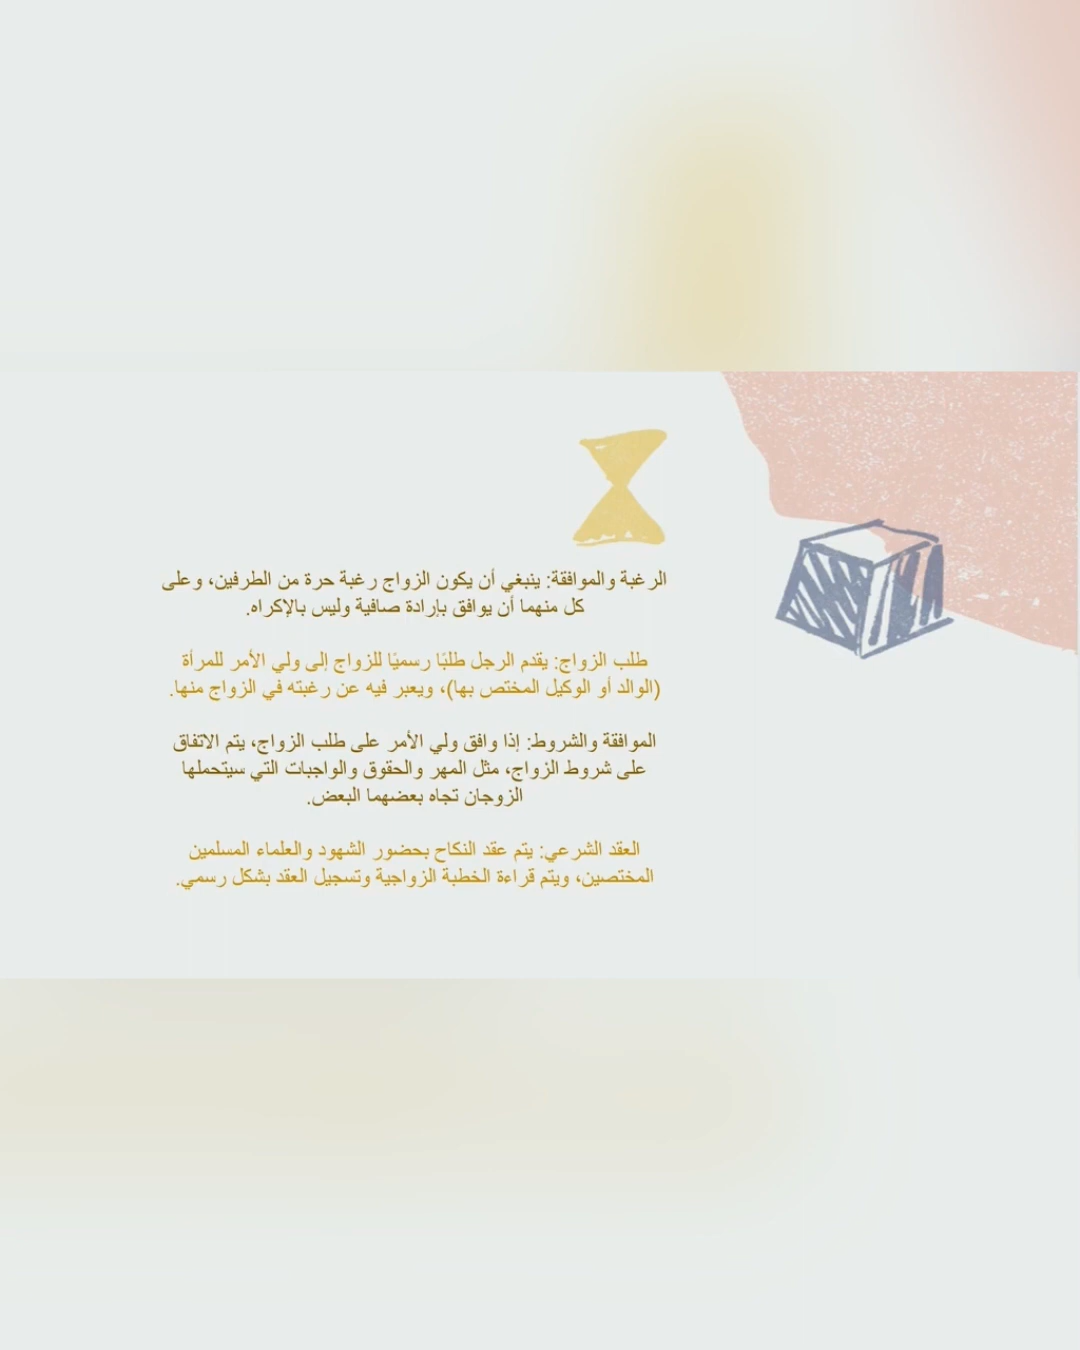 الرغبة والموافقة: ينبغي أن يكون الزواج رغبة حرة من الطرفين، وعلى
كل منهما أن يوافق بإرادة صافية وليس بالإكراه.
طلب الزواج: يقدم الرجل طلبًا رسميًا للزواج إلى ولي الأمر للمرأة
(الوالد أو الوكيل المختص بها)، ويعبر فيه عن رغبته في الزواج منها.
الموافقة والشروط: إذا وافق ولي الأمر على طلب الزواج، يتم الاتفاق
على شروط الزواج، مثل المهر والحقوق والواجبات التي سيتحملها
الزوجان تجاه بعضهما البعض.
العقد الشرعي: يتم عقد النكاح بحضور الشهود والعلماء المسلمين
المختصين، ويتم قراءة الخطبة الزواجية وتسجيل العقد بشكل رسمي.